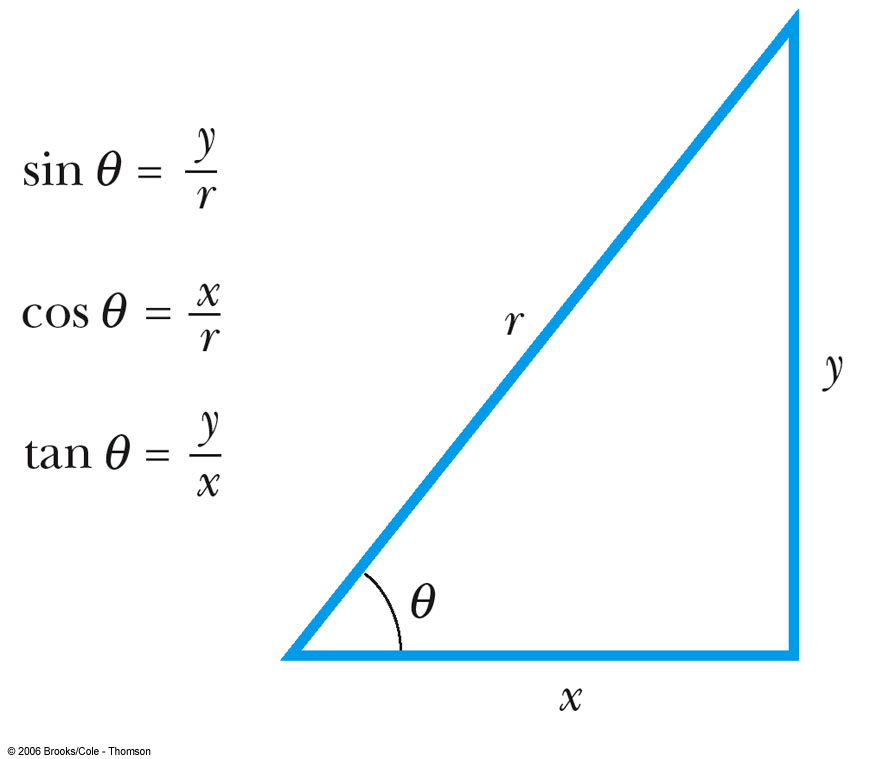 sin θ = y/r
cos θ = x/r
tan θ = y/x
r
y
θ
x
© 2006 Brooks/Cole - Thomson